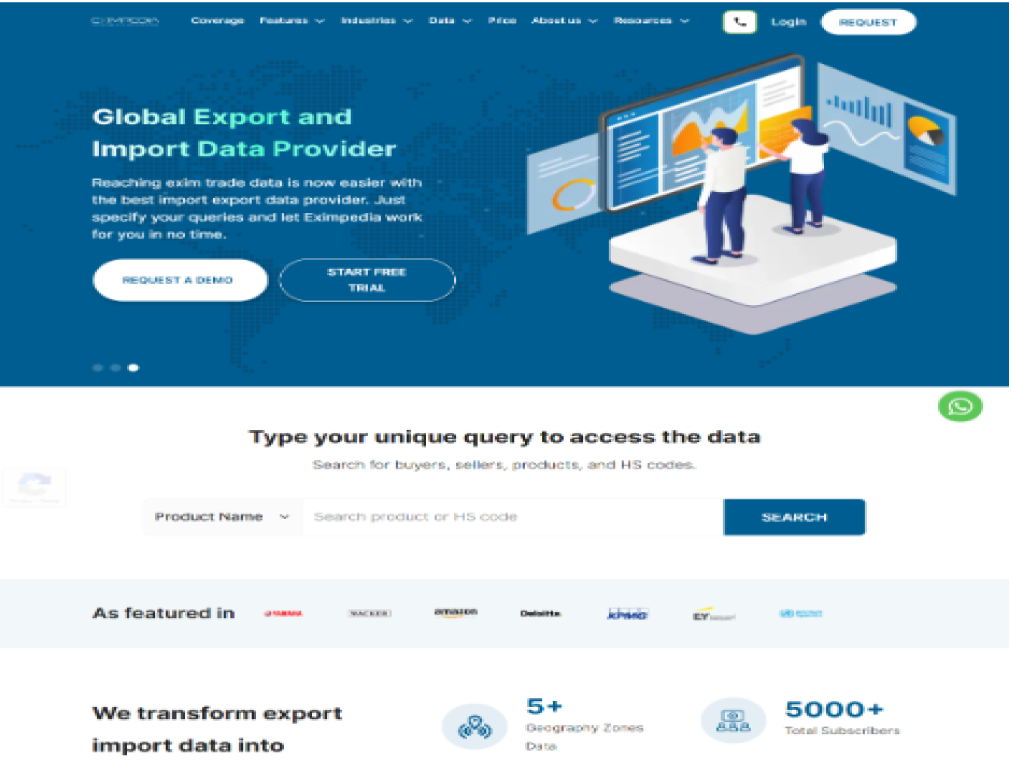 EXIMPEDIA Coverage Features Industries Data Price About us Resources Login REQUEST
Global Export and
Import Data Provider
Reaching exim trade data is now easier with
the best import export data provider. Just
specify your queries and let Eximpedia work
for you in no time.
REQUEST A DEMO
START FREE
TRIAL
Type your unique query to access the data
Search for buyers, sellers, products, and HS codes.
Product Name Search product or HS code SEARCH
As featured in YAMAHA WACKER amazon Deloitte. KPMG EY
We transform export
import data into
5+
Geography Zones
Data
5000+
Total Subscribers